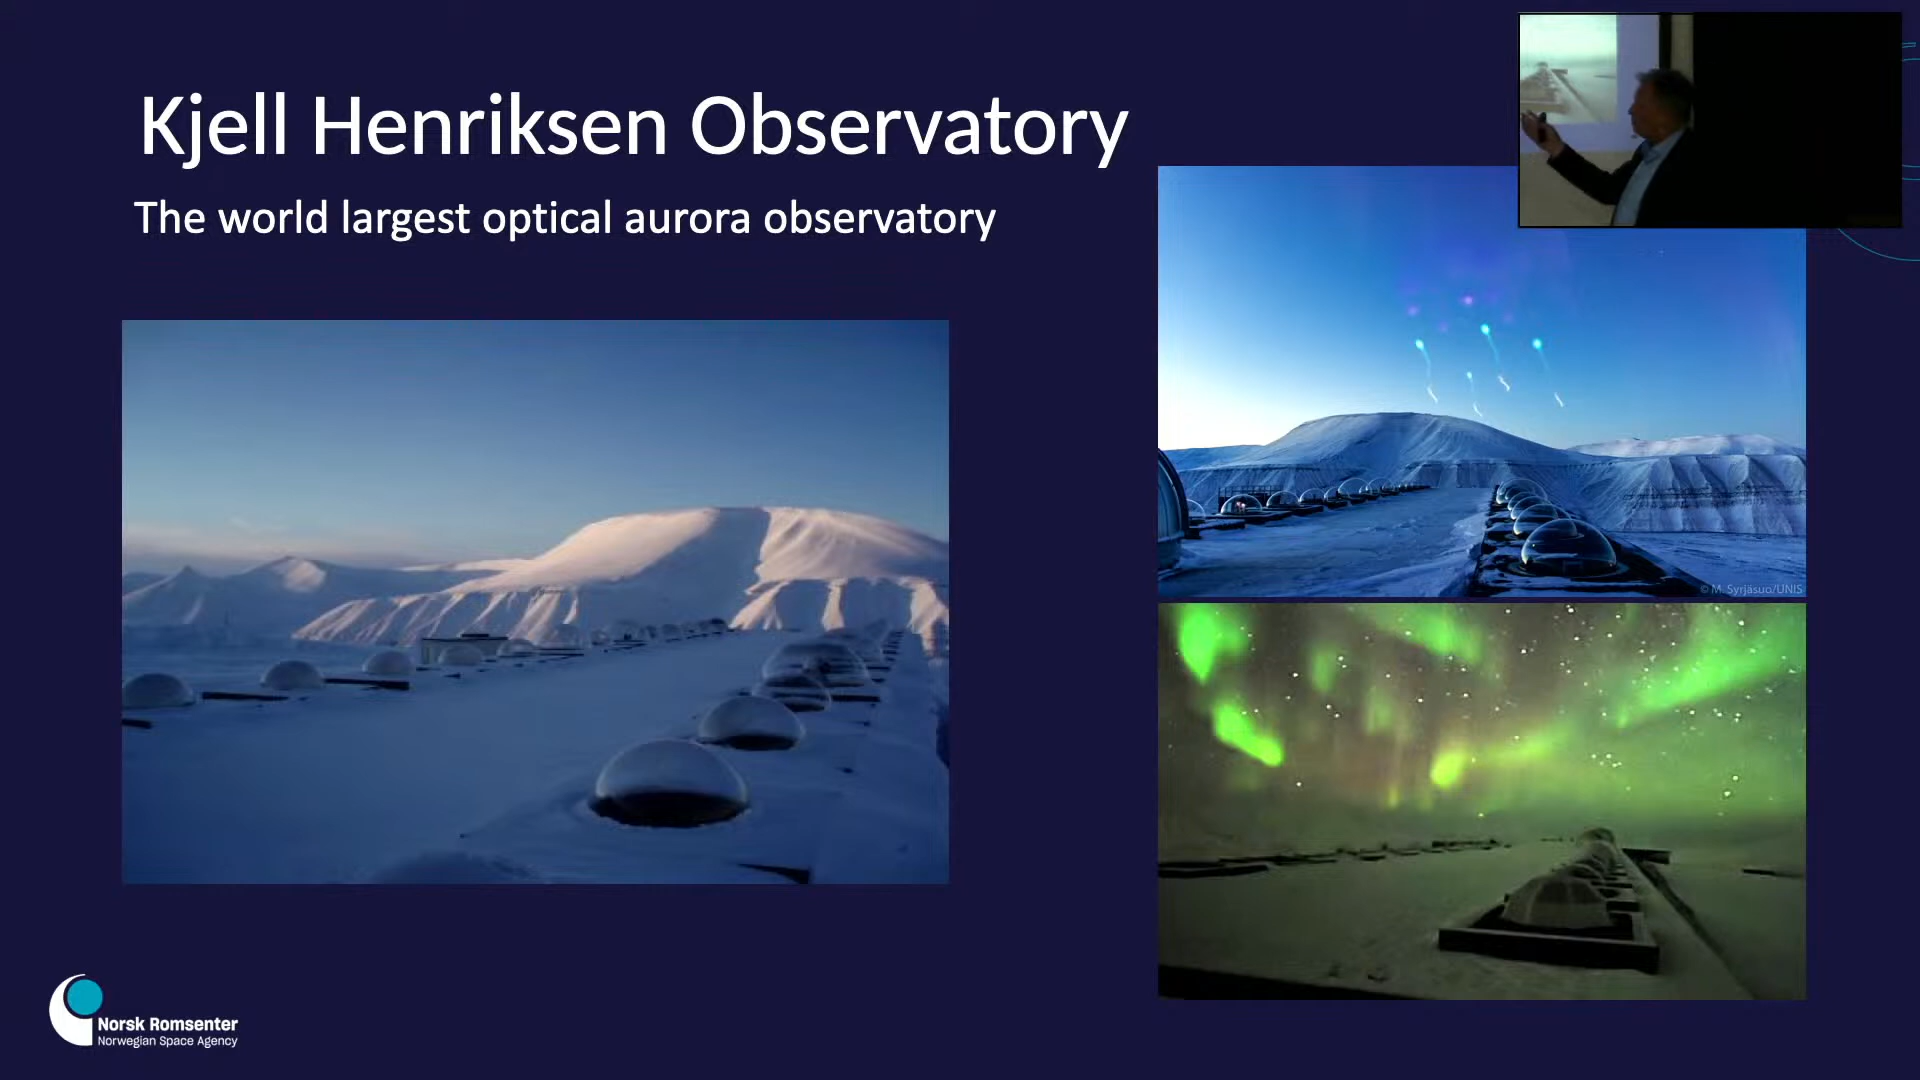 Kjell Henriksen Observatory
The world largest optical aurora observatory
© M. Syrjäsuo/UNIS
Norsk Romsenter
Norwegian Space Agency